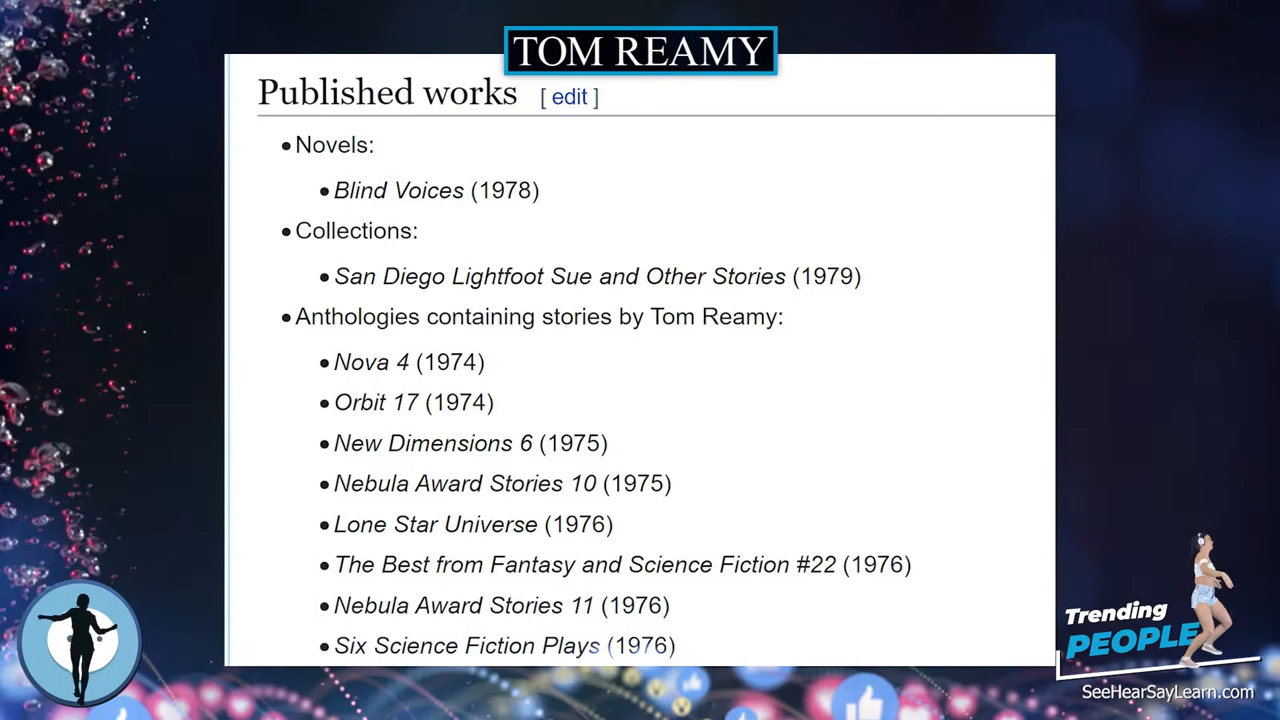 TOM REAMY
Published works [ edit ]
Novels:
Blind Voices (1978)
Collections:
San Diego Lightfoot Sue and Other Stories (1979)
Anthologies containing stories by Tom Reamy:
Nova 4 (1974)
Orbit 17 (1974)
New Dimensions 6 (1975)
Nebula Award Stories 10 (1975)
Lone Star Universe (1976)
The Best from Fantasy and Science Fiction #22 (1976)
Nebula Award Stories 11 (1976)
Six Science Fiction Plays (1976)
Trending
PEOPLE
SeeHearSayLearn.com